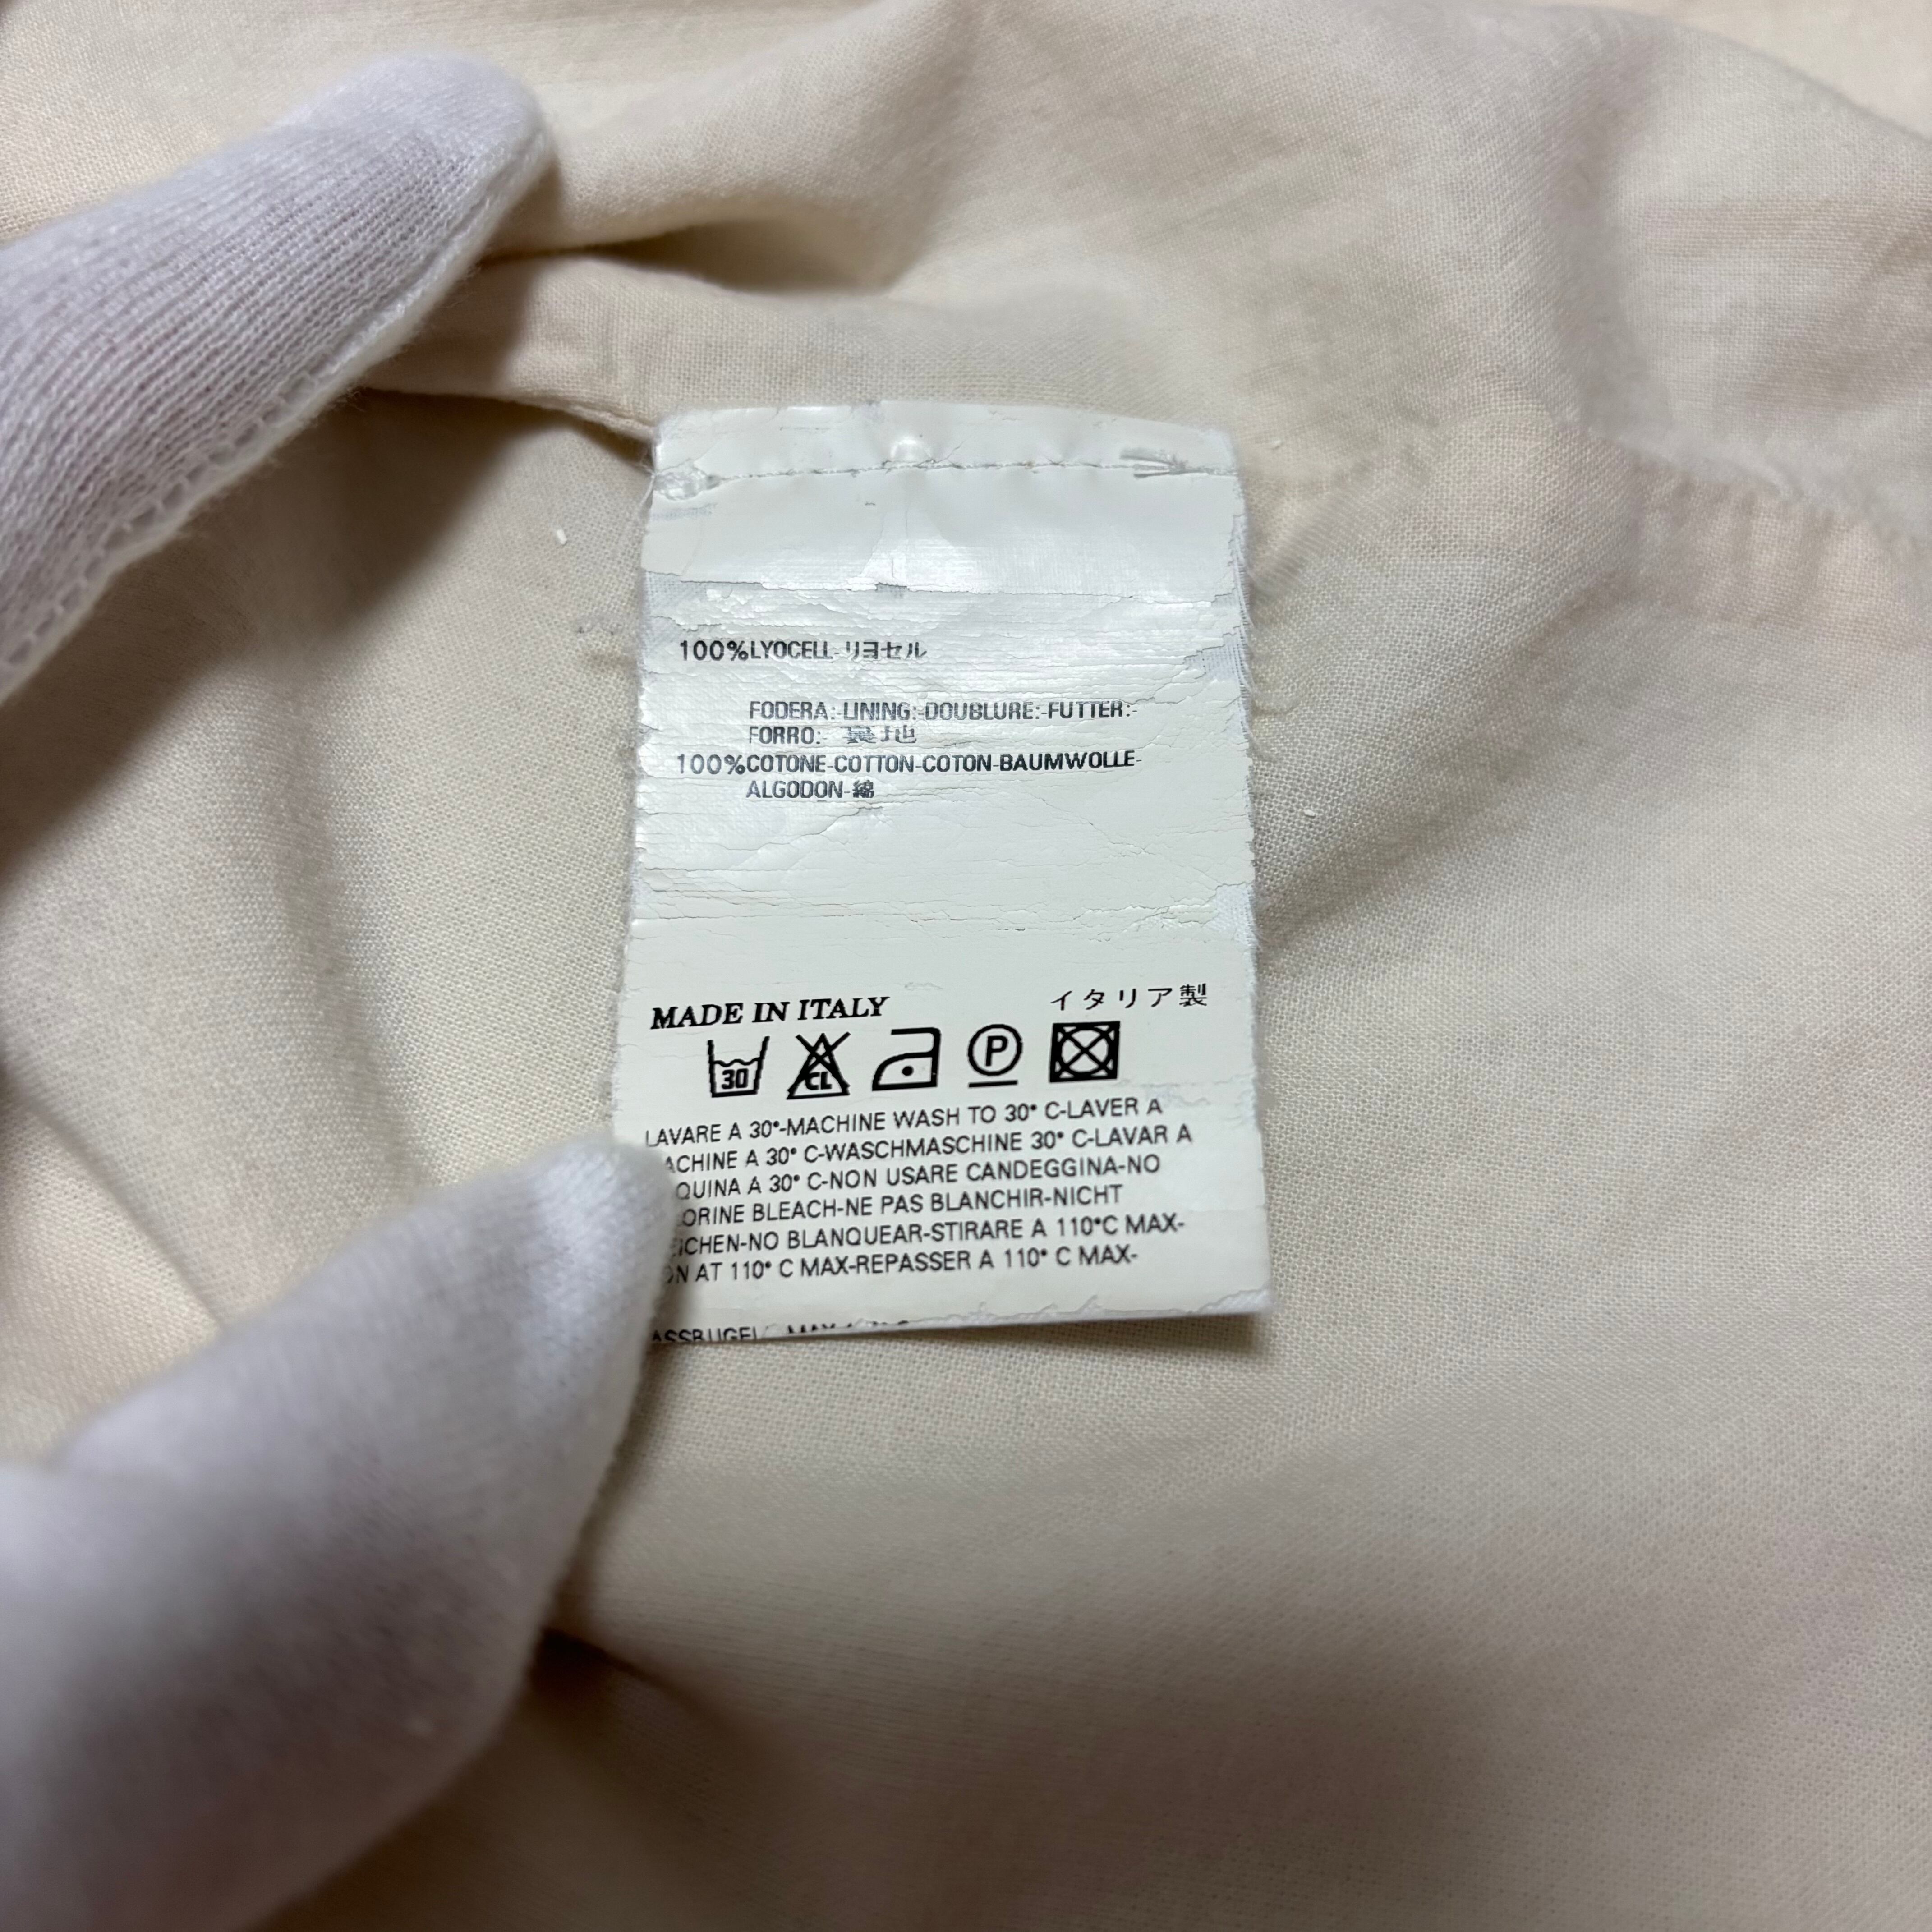 100%LYOCELL-リヨセル
FODERA:-LINING:-DOUBLURE:-FUTTER:-
FORRO:- 裏地
100%COTONE-COTTON-COTON-BAUMWOLLE-
ALGODON-綿
MADE IN ITALY イタリア製
30 CL P
LAVARE A 30°-MACHINE WASH TO 30° C-LAVER A
ACHINE A 30° C-WASCHMASCHINE 30° C-LAVAR A
QUINA A 30° C-NON USARE CANDEGGINA-NO
ORINE BLEACH-NE PAS BLANCHIR-NICHT
EICHEN-NO BLANQUEAR-STIRARE A 110°C MAX-
ON AT 110° C MAX-REPASSER A 110° C MAX-